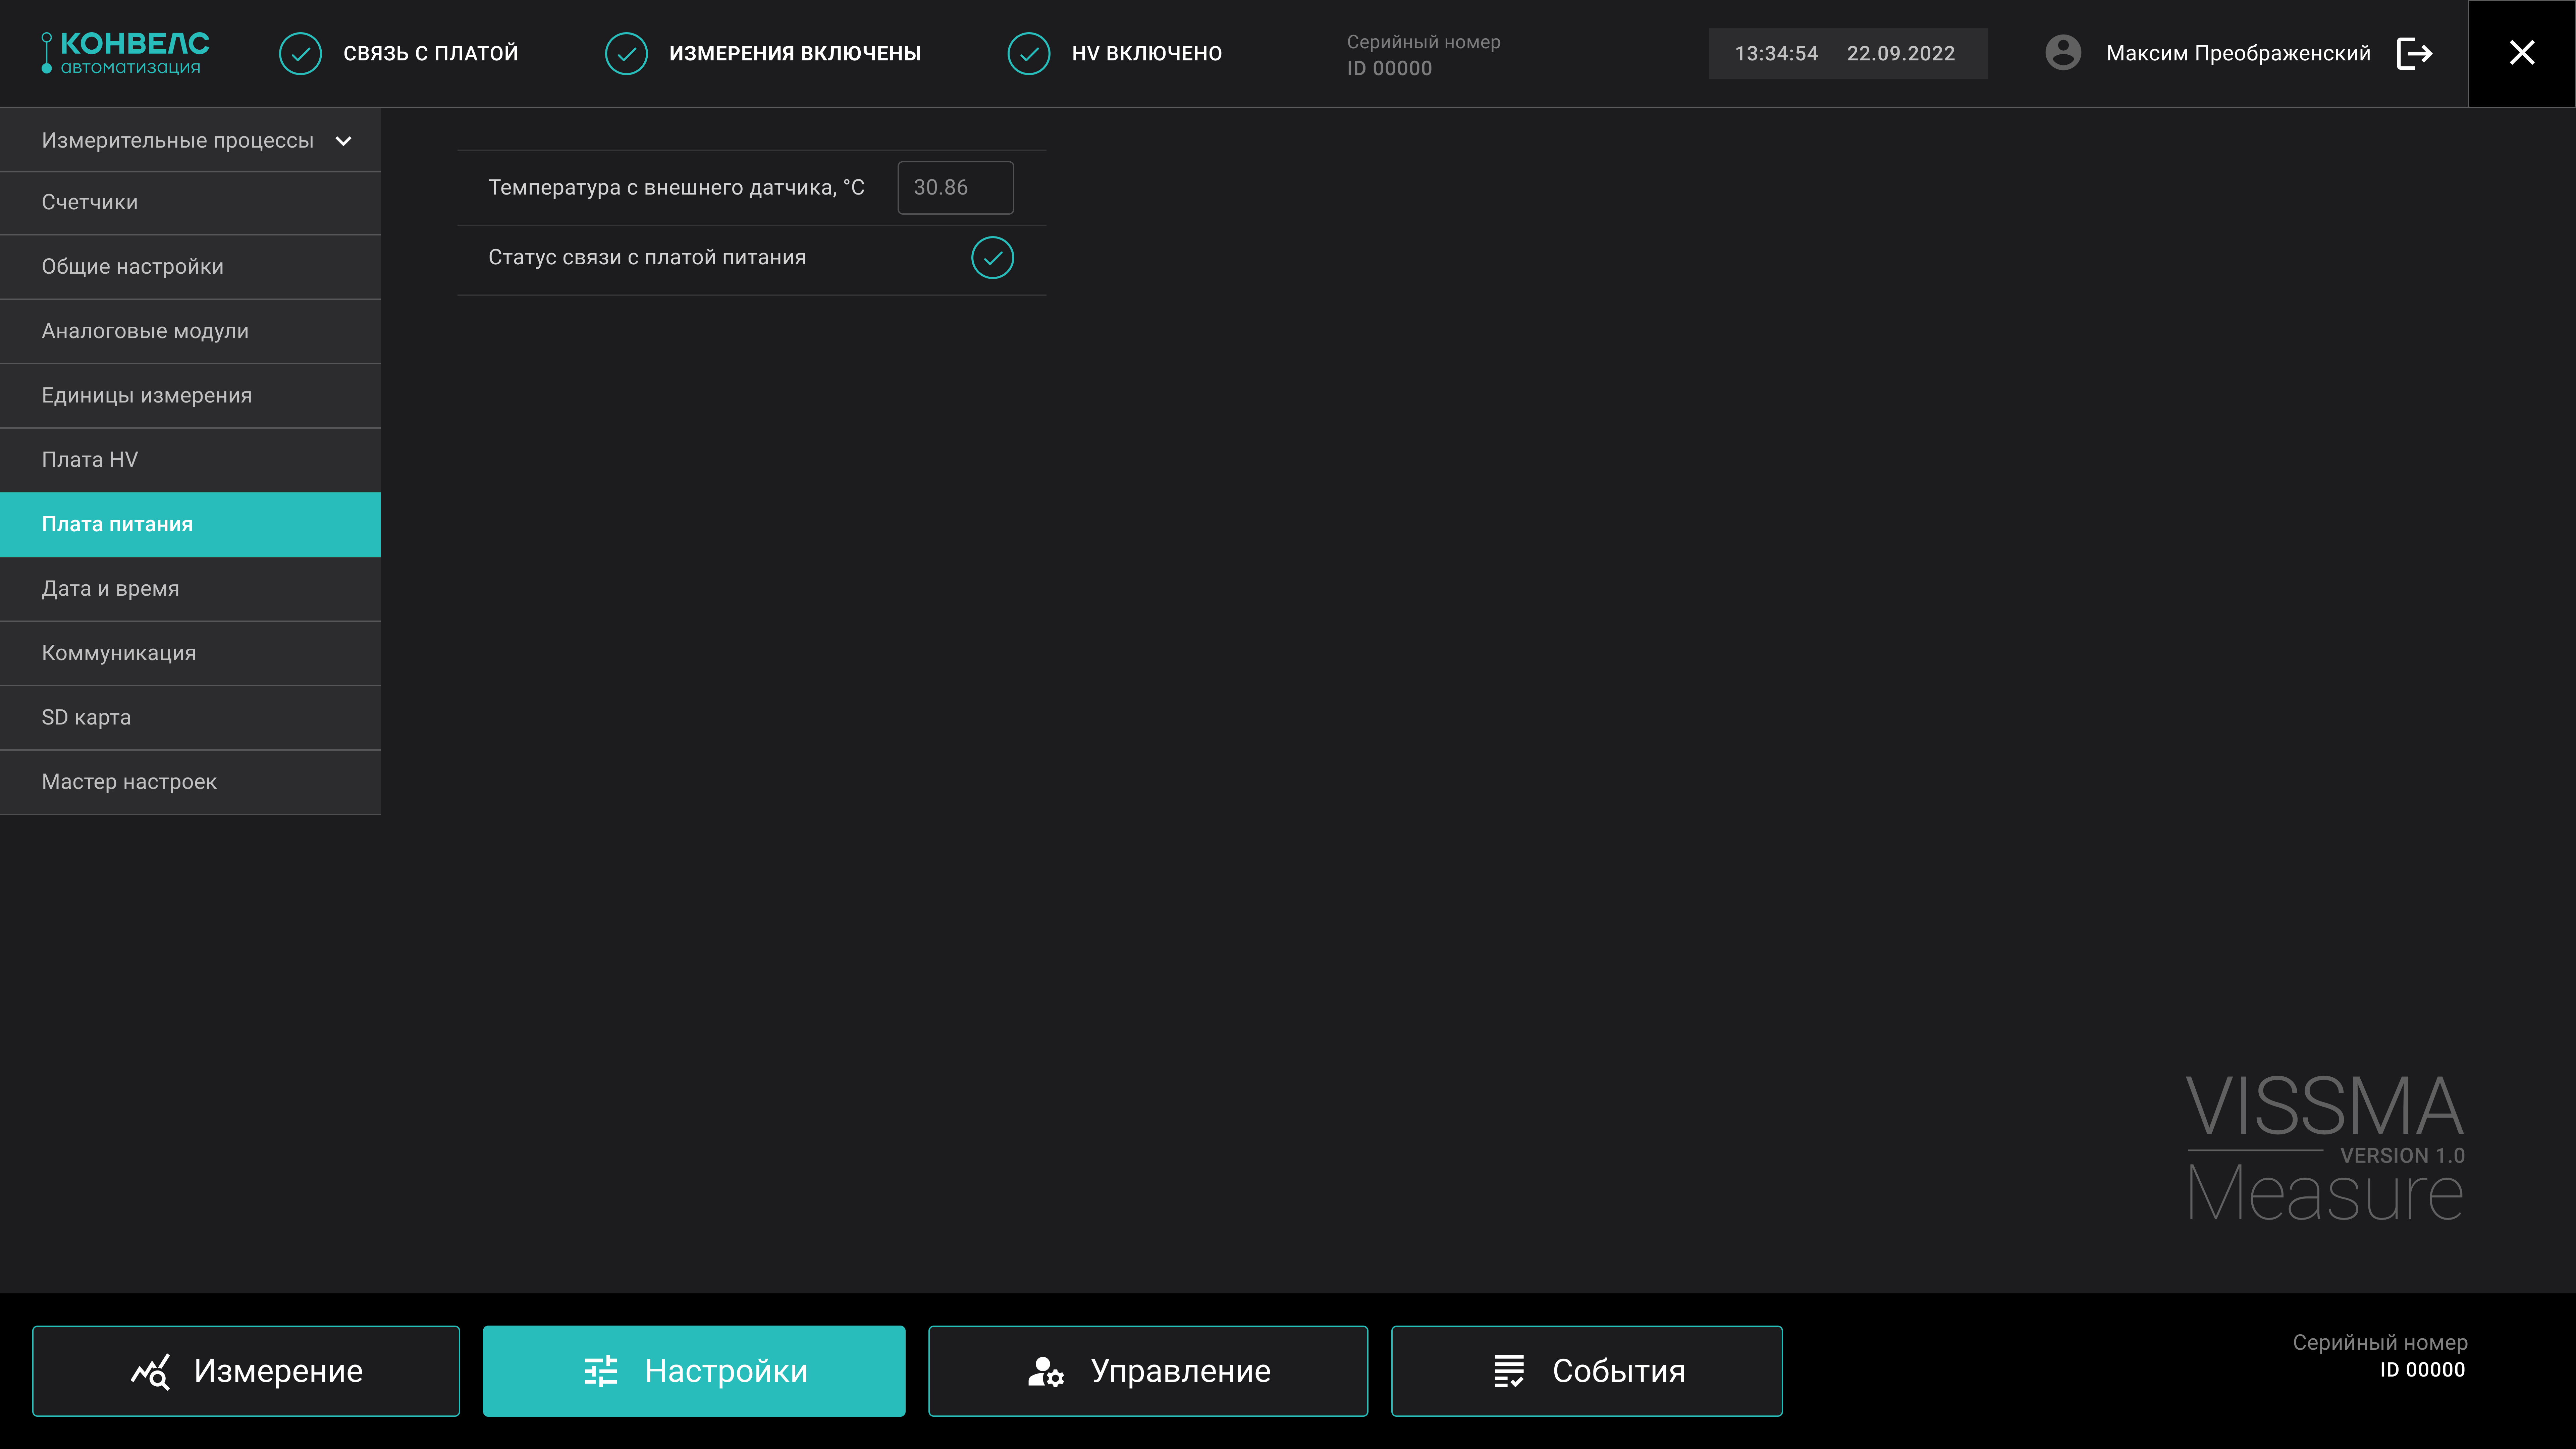 КОНВЕЛС
автоматизация
СВЯЗЬ С ПЛАТОЙ
ИЗМЕРЕНИЯ ВКЛЮЧЕНЫ
HV ВКЛЮЧЕНО
Серийный номер
ID 00000
13:34:54 22.09.2022
Максим Преображенский
Измерительные процессы
Счетчики
Общие настройки
Аналоговые модули
Единицы измерения
Плата HV
Плата питания
Дата и время
Коммуникация
SD карта
Мастер настроек
Температура с внешнего датчика, °C 30.86
Статус связи с платой питания
VISSMA
VERSION 1.0
Measure
Измерение
Настройки
Управление
События
Серийный номер
ID 00000